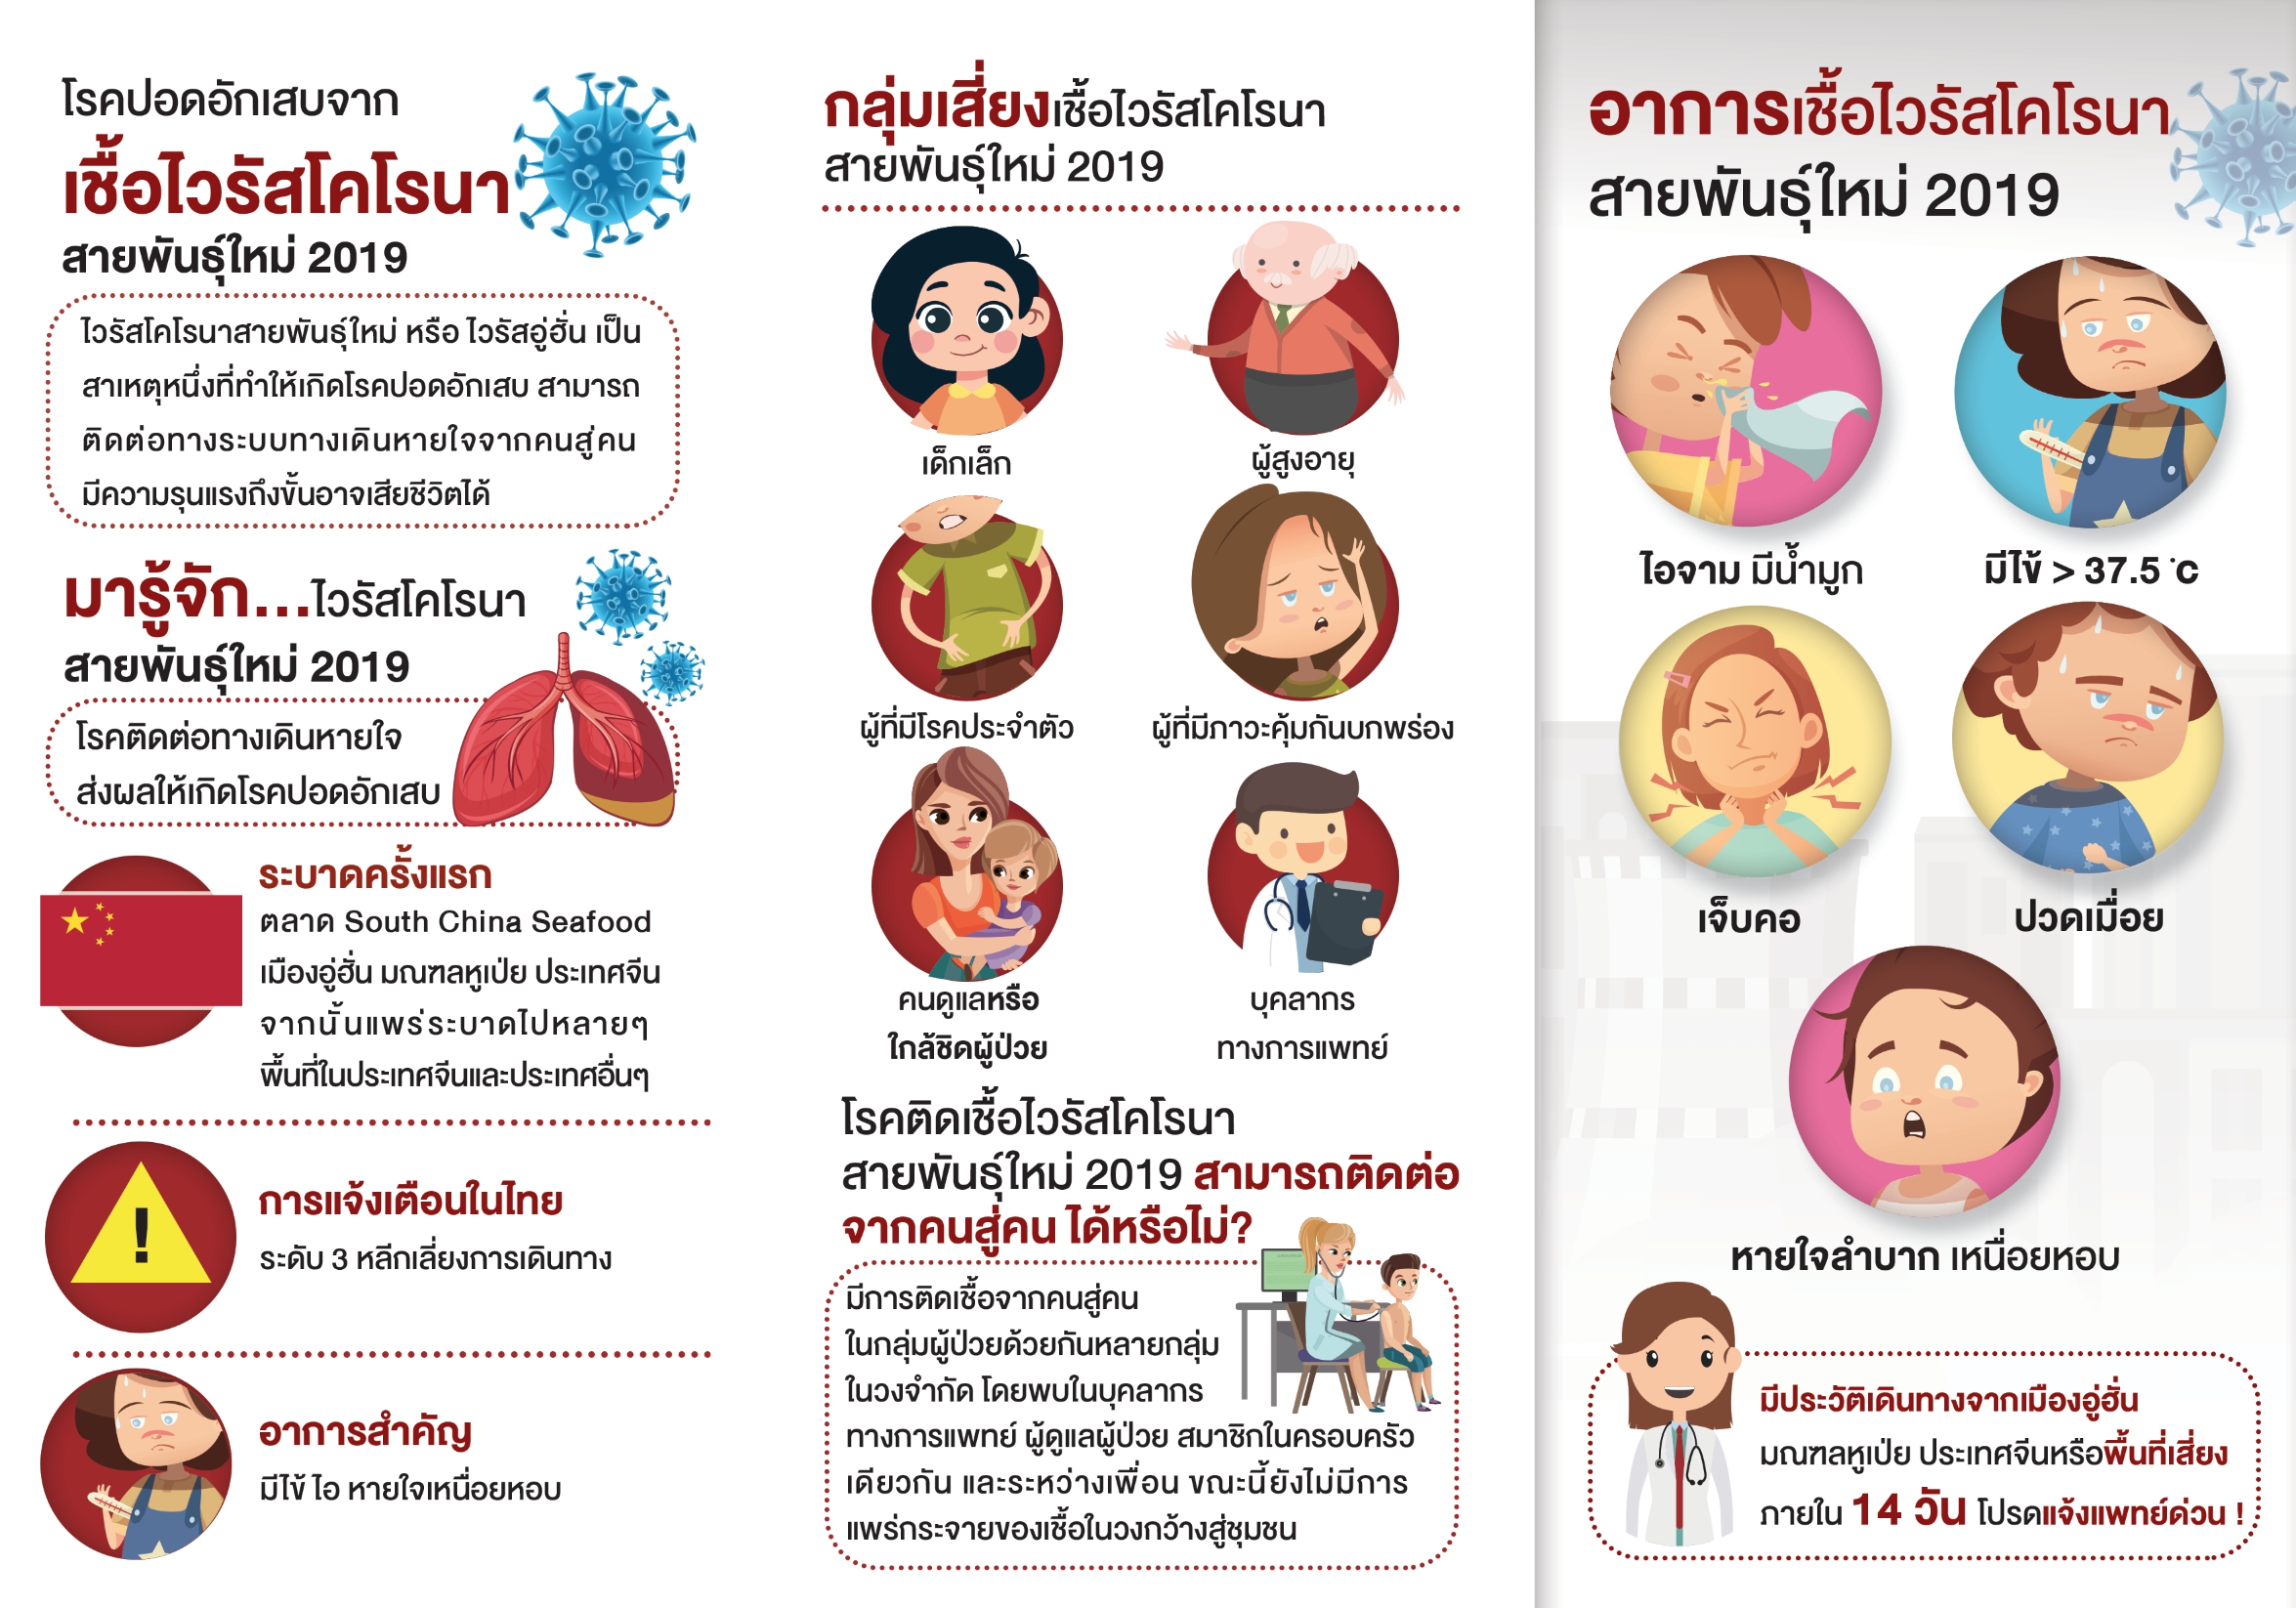 โรคปอดอักเสบจาก
เชื้อไวรัสโคโรนา
สายพันธุ์ใหม่ 2019
ไวรัสโคโรนาสายพันธุ์ใหม่ หรือ ไวรัสอู่ฮั่น เป็น
สาเหตุหนึ่งที่ทำให้เกิดโรคปอดอักเสบ สามารถ
ติดต่อทางระบบทางเดินหายใจจากคนสู่คน
มีความรุนแรงถึงขั้นอาจเสียชีวิตได้
มารู้จัก...ไวรัสโคโรนา
สายพันธุ์ใหม่ 2019
โรคติดต่อทางเดินหายใจ
ส่งผลให้เกิดโรคปอดอักเสบ
ระบาดครั้งแรก
ตลาด South China Seafood
เมืองอู่ฮั่น มณฑลหูเป่ย ประเทศจีน
จากนั้นแพร่ระบาดไปหลายๆ
พื้นที่ในประเทศจีนและประเทศอื่นๆ
!
การแจ้งเตือนในไทย
ระดับ 3 หลีกเลี่ยงการเดินทาง
อาการสำคัญ
มีไข้ ไอ หายใจเหนื่อยหอบ
กลุ่มเสี่ยงเชื้อไวรัสโคโรนา
สายพันธุ์ใหม่ 2019
เด็กเล็ก
ผู้สูงอายุ
ผู้ที่มีโรคประจำตัว
ผู้ที่มีภาวะคุ้มกันบกพร่อง
คนดูแลหรือ
ใกล้ชิดผู้ป่วย
บุคลากร
ทางการแพทย์
โรคติดเชื้อไวรัสโคโรนา
สายพันธุ์ใหม่ 2019 สามารถติดต่อ
จากคนสู่คน ได้หรือไม่?
มีการติดเชื้อจากคนสู่คน
ในกลุ่มผู้ป่วยด้วยกันหลายกลุ่ม
ในวงจำกัด โดยพบในบุคลากร
ทางการแพทย์ ผู้ดูแลผู้ป่วย สมาชิกในครอบครัว
เดียวกัน และระหว่างเพื่อน ขณะนี้ยังไม่มีการ
แพร่กระจายของเชื้อในวงกว้างสู่ชุมชน
อาการเชื้อไวรัสโคโรนา
สายพันธุ์ใหม่ 2019
ไอจาม มีน้ำมูก
มีไข้ > 37.5 °c
เจ็บคอ
ปวดเมื่อย
หายใจลำบาก เหนื่อยหอบ
มีประวัติเดินทางจากเมืองอู่ฮั่น
มณฑลหูเป่ย ประเทศจีนหรือพื้นที่เสี่ยง
ภายใน 14 วัน โปรดแจ้งแพทย์ด่วน !